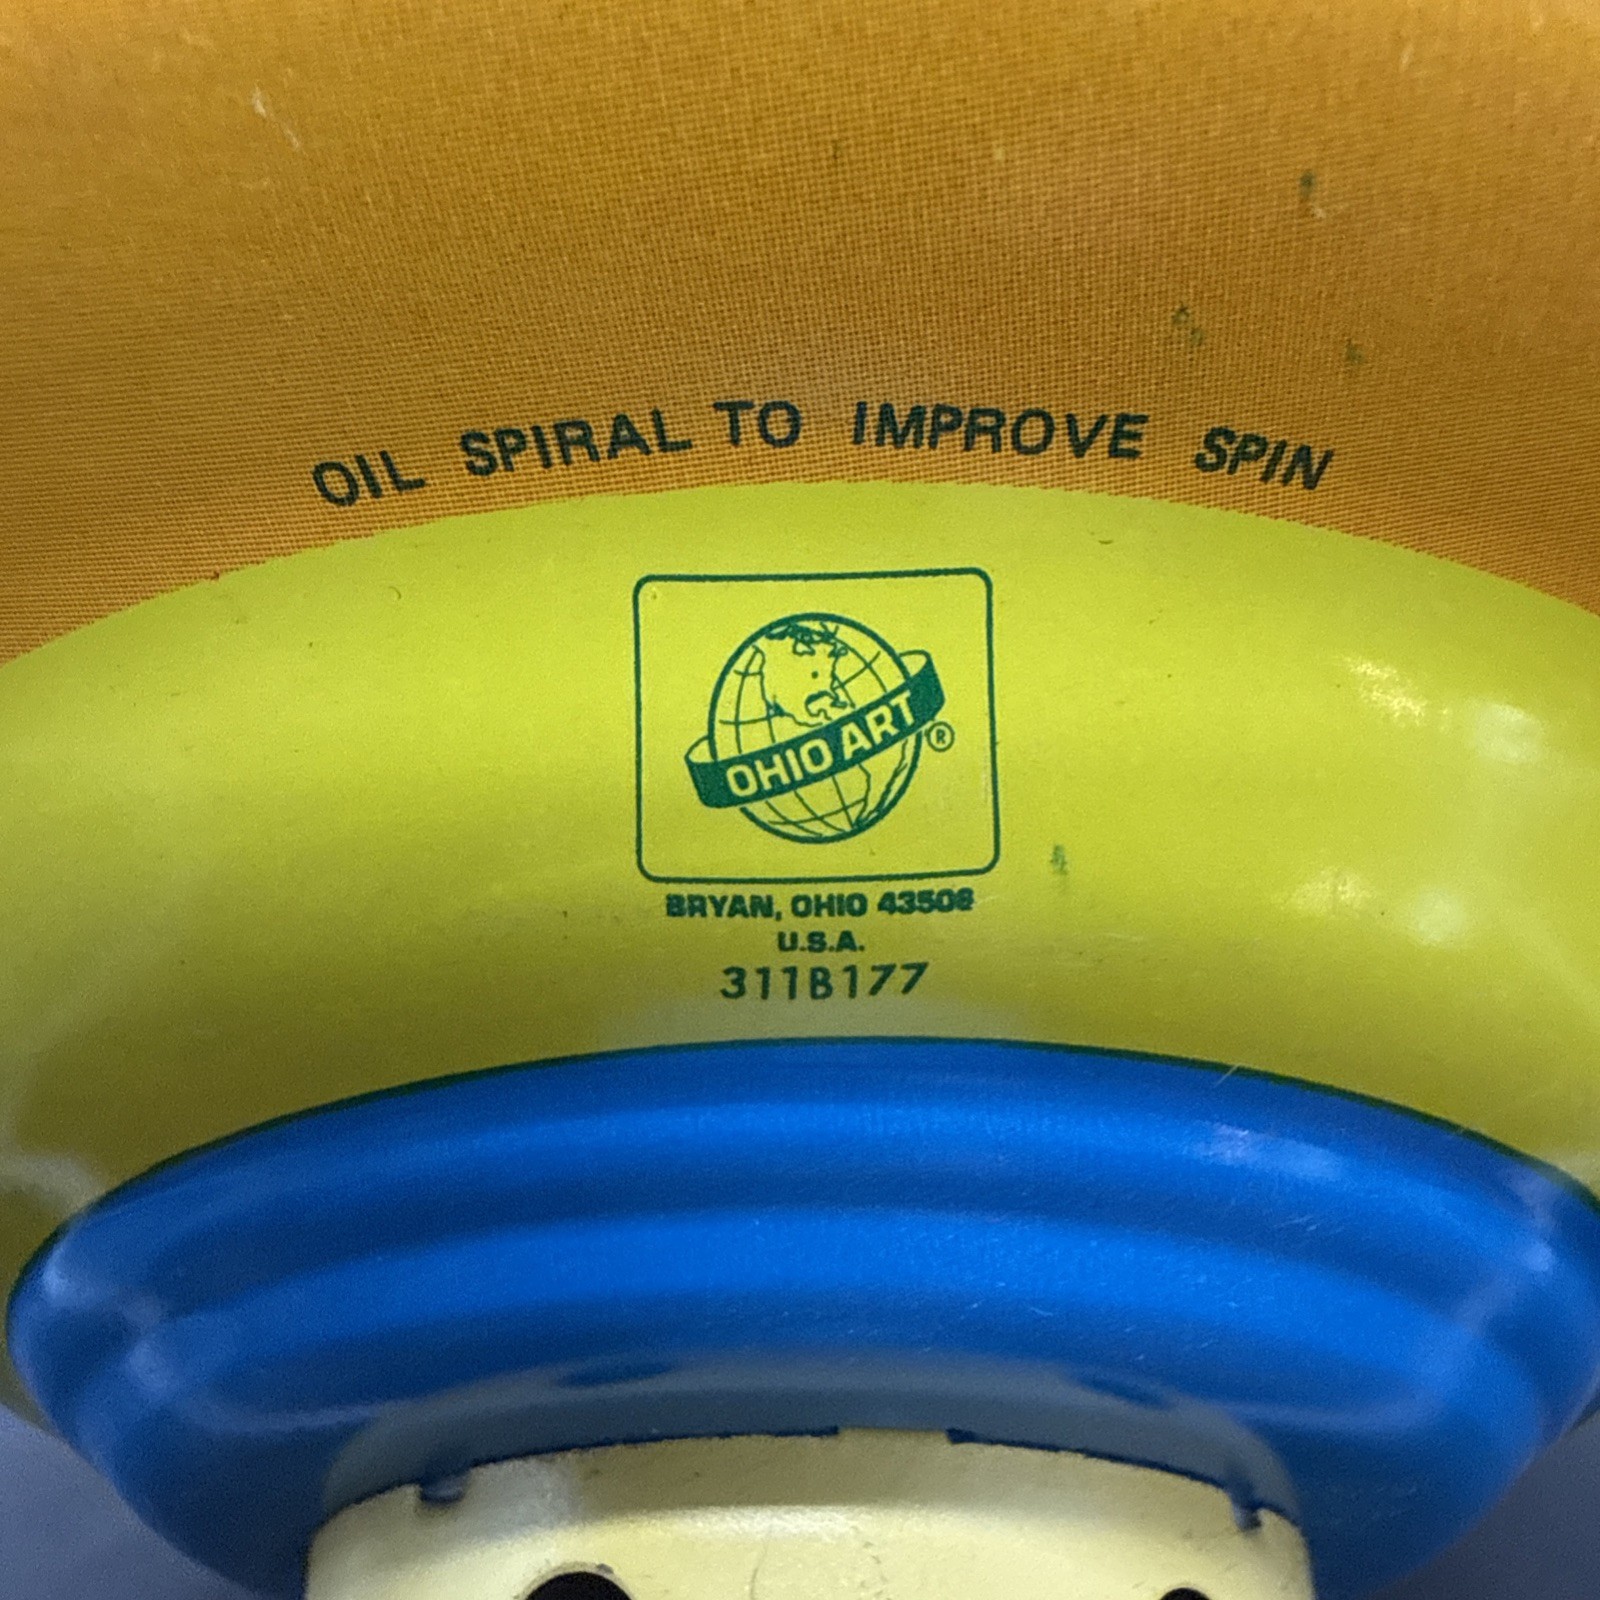 OIL SPIRAL TO IMPROVE SPIN
OHIO ART ®
BRYAN, OHIO 43506
U.S.A.
311B177